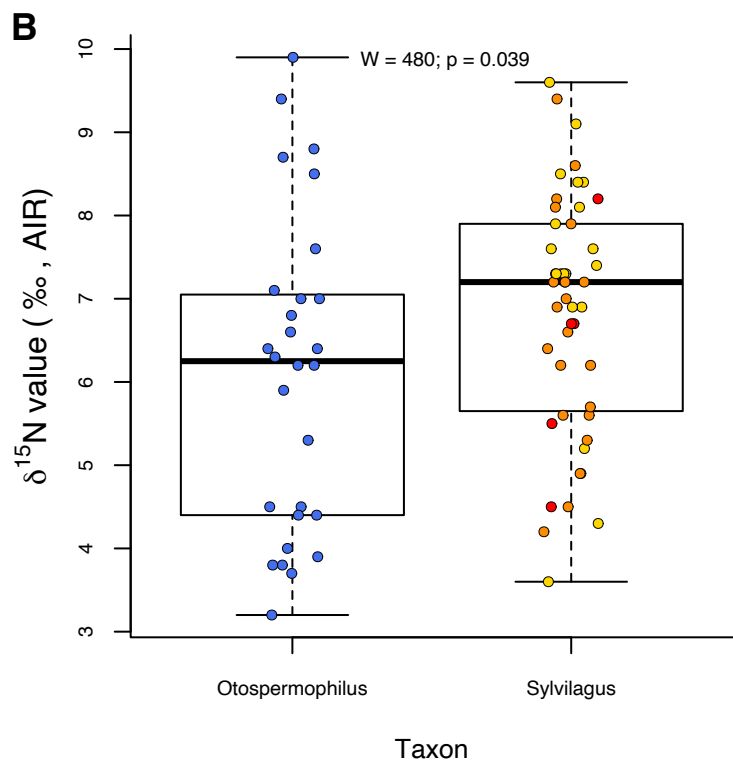 B
W = 480; p = 0.039
δ15N value ( ‰ , AIR)
10
9
8
7
6
5
4
3
Otospermophilus
Sylvilagus
Taxon